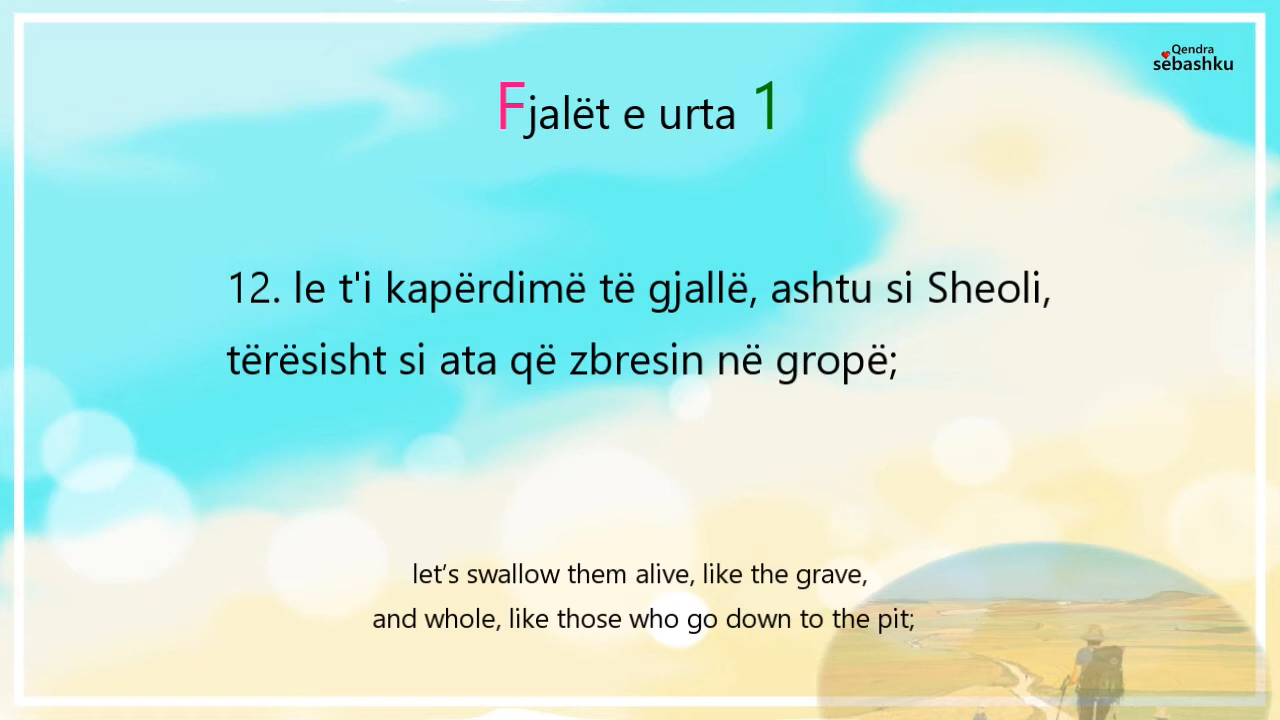 Qendra
sëbashku
Fjalët e urta 1
12. le t'i kapërdimë të gjallë, ashtu si Sheoli,
tërësisht si ata që zbresin në gropë;
let’s swallow them alive, like the grave,
and whole, like those who go down to the pit;